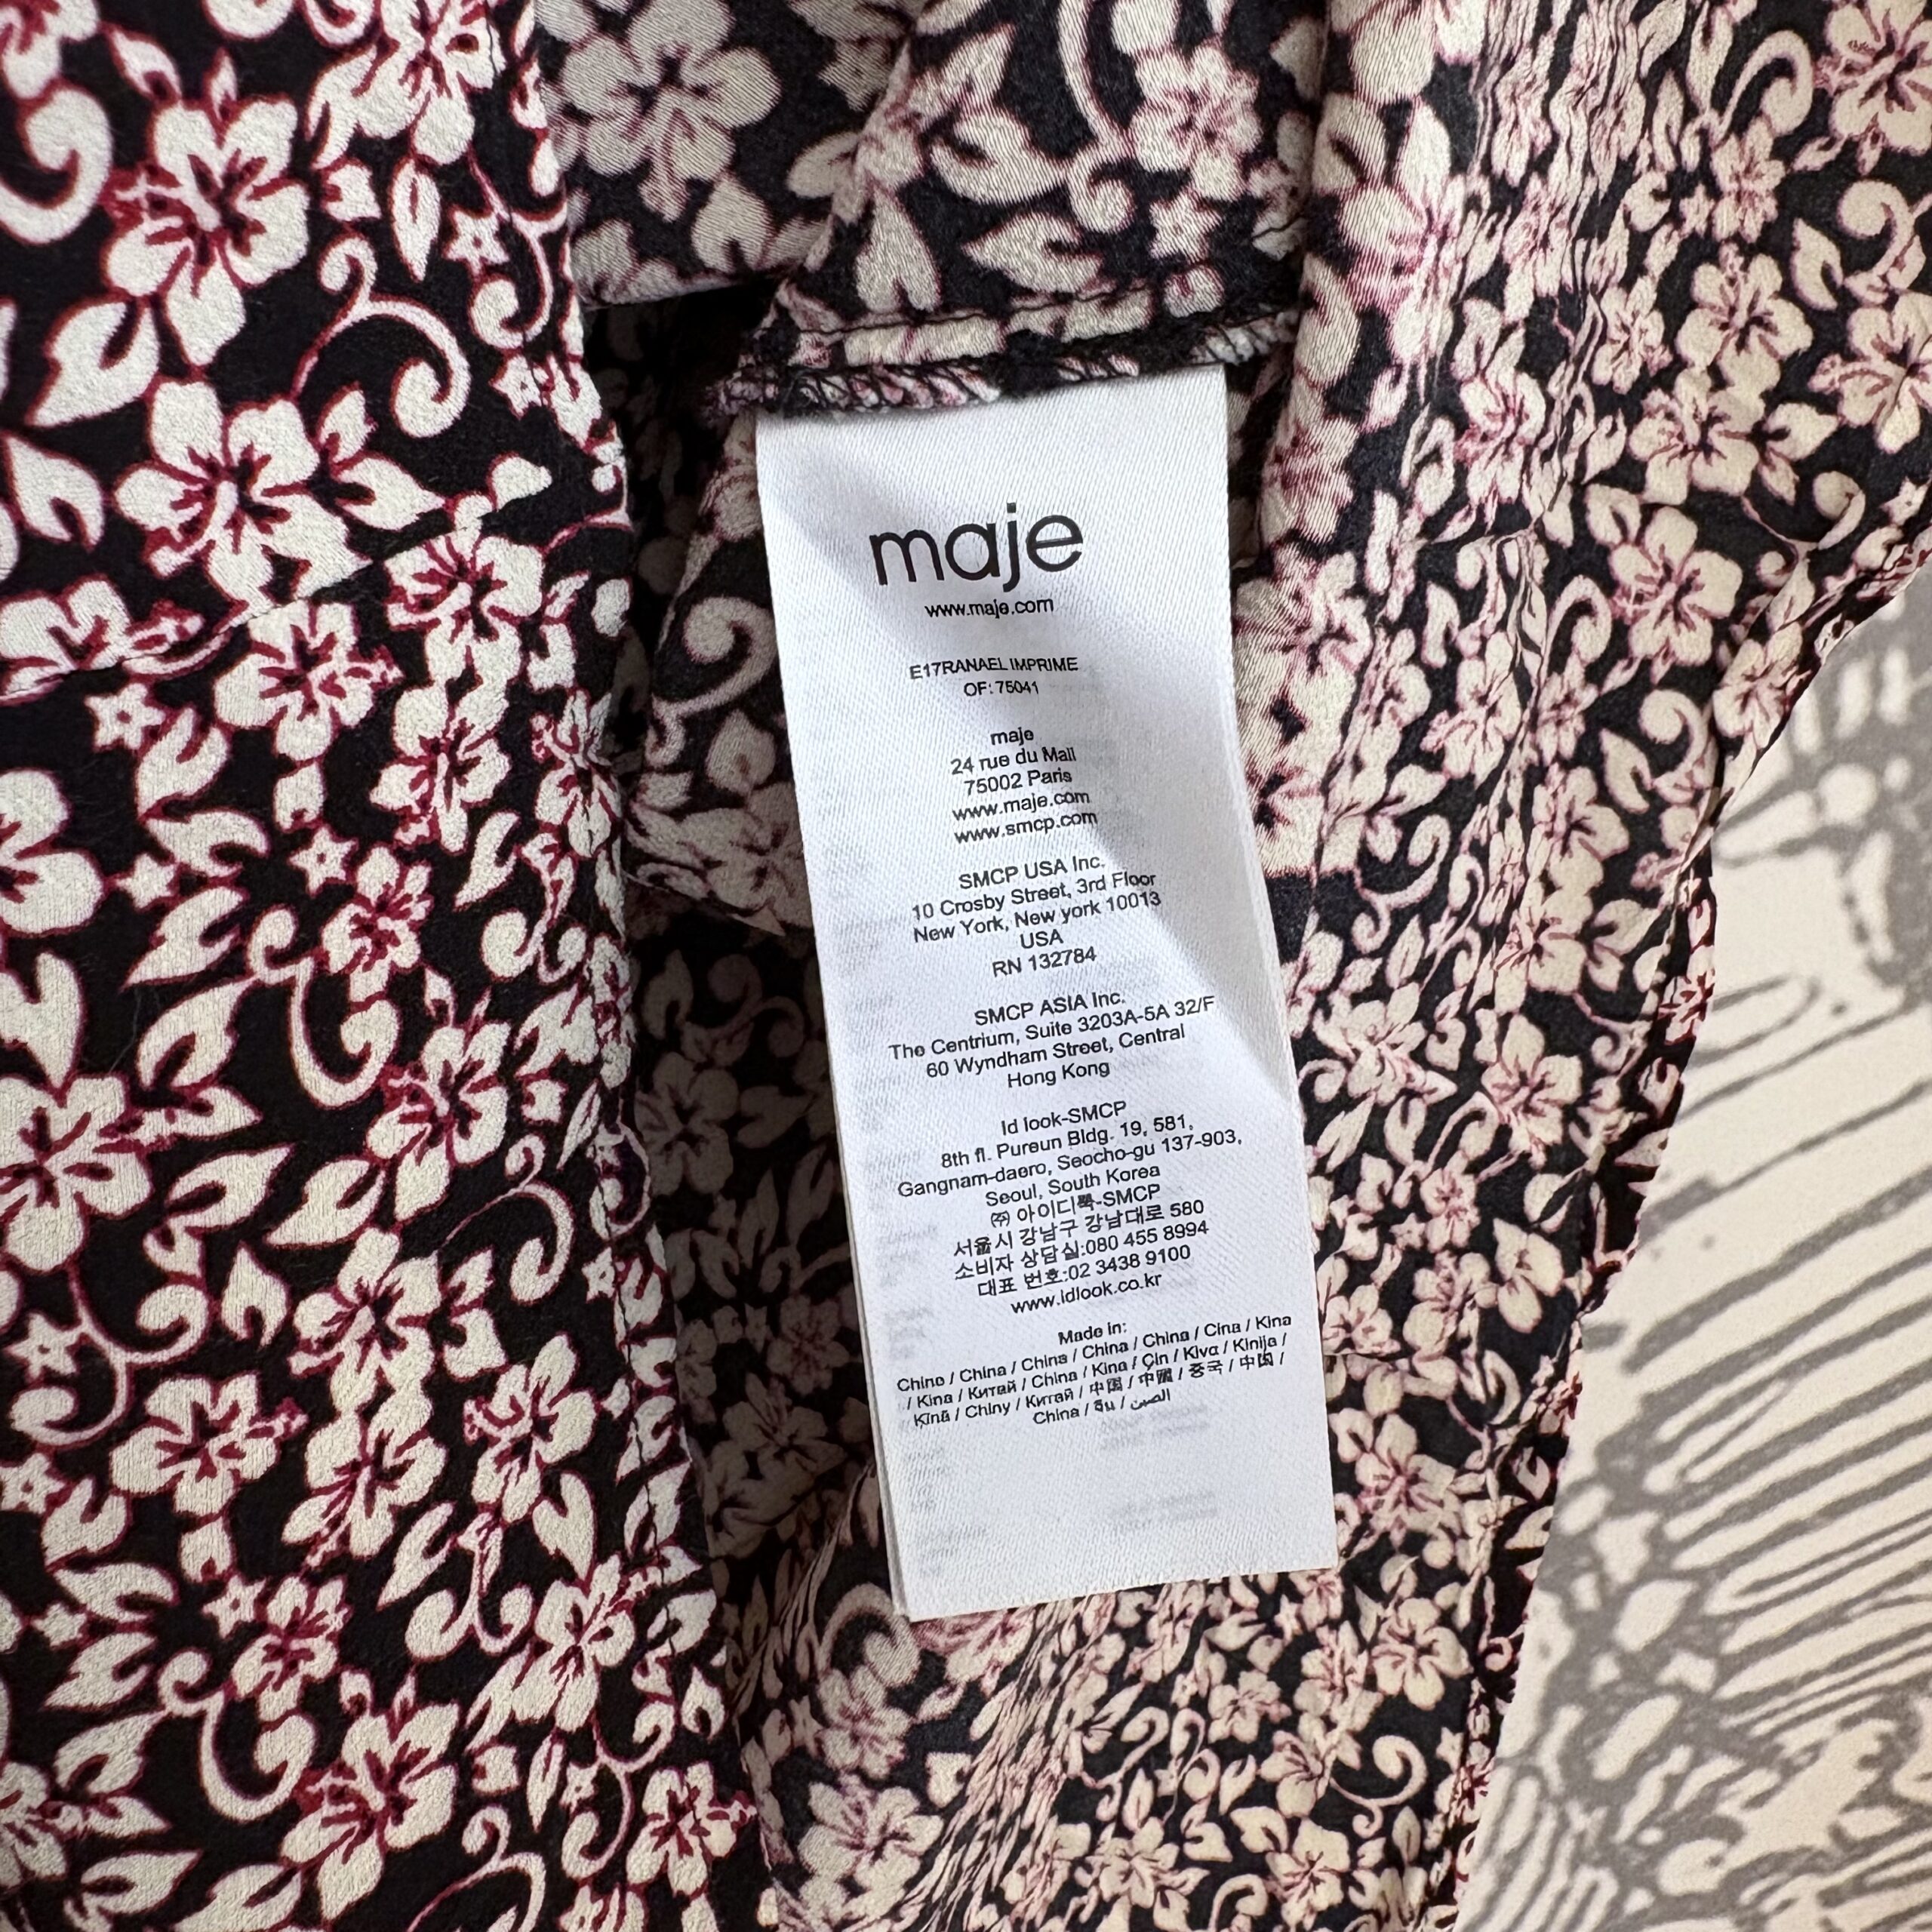 maje
www.maje.com
E17RANAEL IMPRIME
OF: 75041
maje
24 rue du Mail
75002 Paris
www.maje.com
www.smcp.com
SMCP USA Inc.
10 Crosby Street, 3rd Floor
New York, New york 10013
USA
RN 132784
SMCP ASIA Inc.
The Centrium, Suite 3203A-5A 32/F
60 Wyndham Street, Central
Hong Kong
Id look-SMCP
8th fl. Pureun Bldg. 19, 581,
Gangnam-daero, Seocho-gu 137-903,
Seoul, South Korea
㈜ 아이디룩-SMCP
서울시 강남구 강남대로 580
소비자 상담실:080 455 8994
대표 번호:02 3438 9100
www.idlook.co.kr
Made in:
Chine / China / China / China / China / Cina / Kina
/ Kina / Китай / China / Kina / Çin / Kiva / Kinija /
Kīnā / Chiny / Китай / 中国 / 中國 / 중국 / 中国 /
China / จีน / الصين